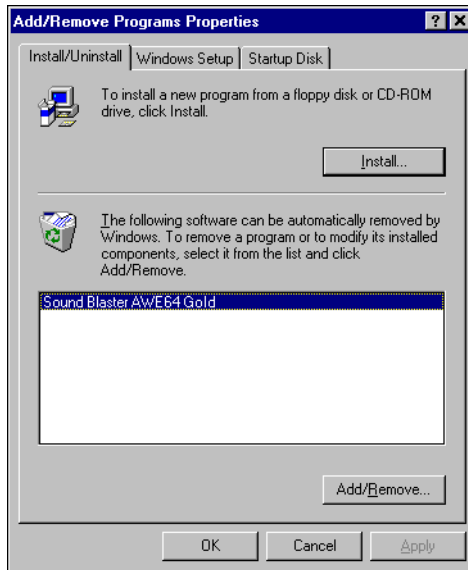 Add/Remove Programs Properties
Install/Uninstall
Windows Setup
Startup Disk
To install a new program from a floppy disk or CD-ROM
drive, click Install.
Install...
The following software can be automatically removed by
Windows. To remove a program or to modify its installed
components, select it from the list and click
Add/Remove.
Sound Blaster AWE64 Gold
Add/Remove...
OK
Cancel
Apply